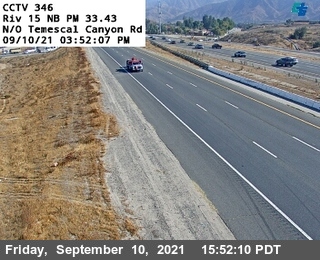 CCTV 346
Riv 15 NB PM 33.43
N/O Temescal Canyon Rd
09/10/21 03:52:07 PM
Friday, September 10, 2021 15:52:10 PDT